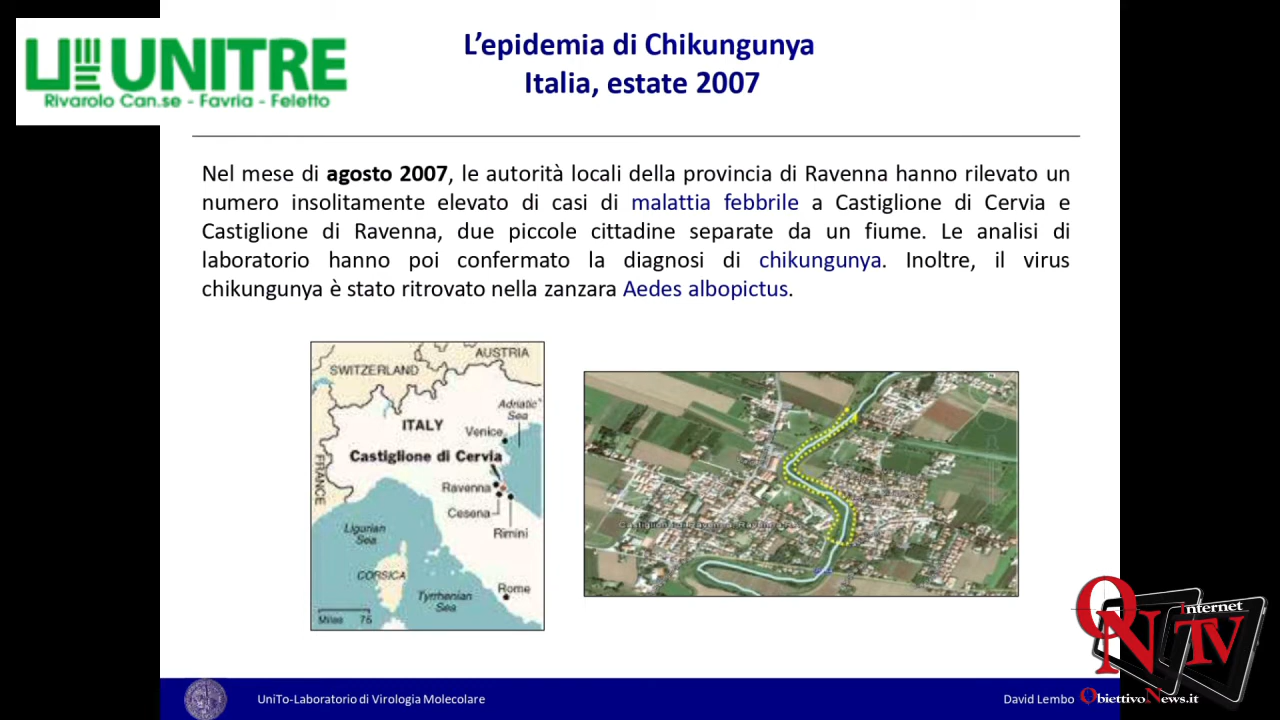 UNITRE
Rivarolo Can.se - Favria - Feletto
L'epidemia di Chikungunya
Italia, estate 2007
Nel mese di agosto 2007, le autorità locali della provincia di Ravenna hanno rilevato un
numero insolitamente elevato di casi di malattia febbrile a Castiglione di Cervia e
Castiglione di Ravenna, due piccole cittadine separate da un fiume. Le analisi di
laboratorio hanno poi confermato la diagnosi di chikungunya. Inoltre, il virus
chikungunya è stato ritrovato nella zanzara Aedes albopictus.
AUSTRIA
SWITZERLAND
Adriatic
Sea
ITALY
Venice
Castiglione di Cervia
FRANCE
Ravenna
Cesena
Rimini
Ligurian
Sea
CORSICA
Tyrrhenian
Sea
Rome
Miles 75
QN Internet
TV
ObiettivoNews.it
UniTo-Laboratorio di Virologia Molecolare
David Lembo